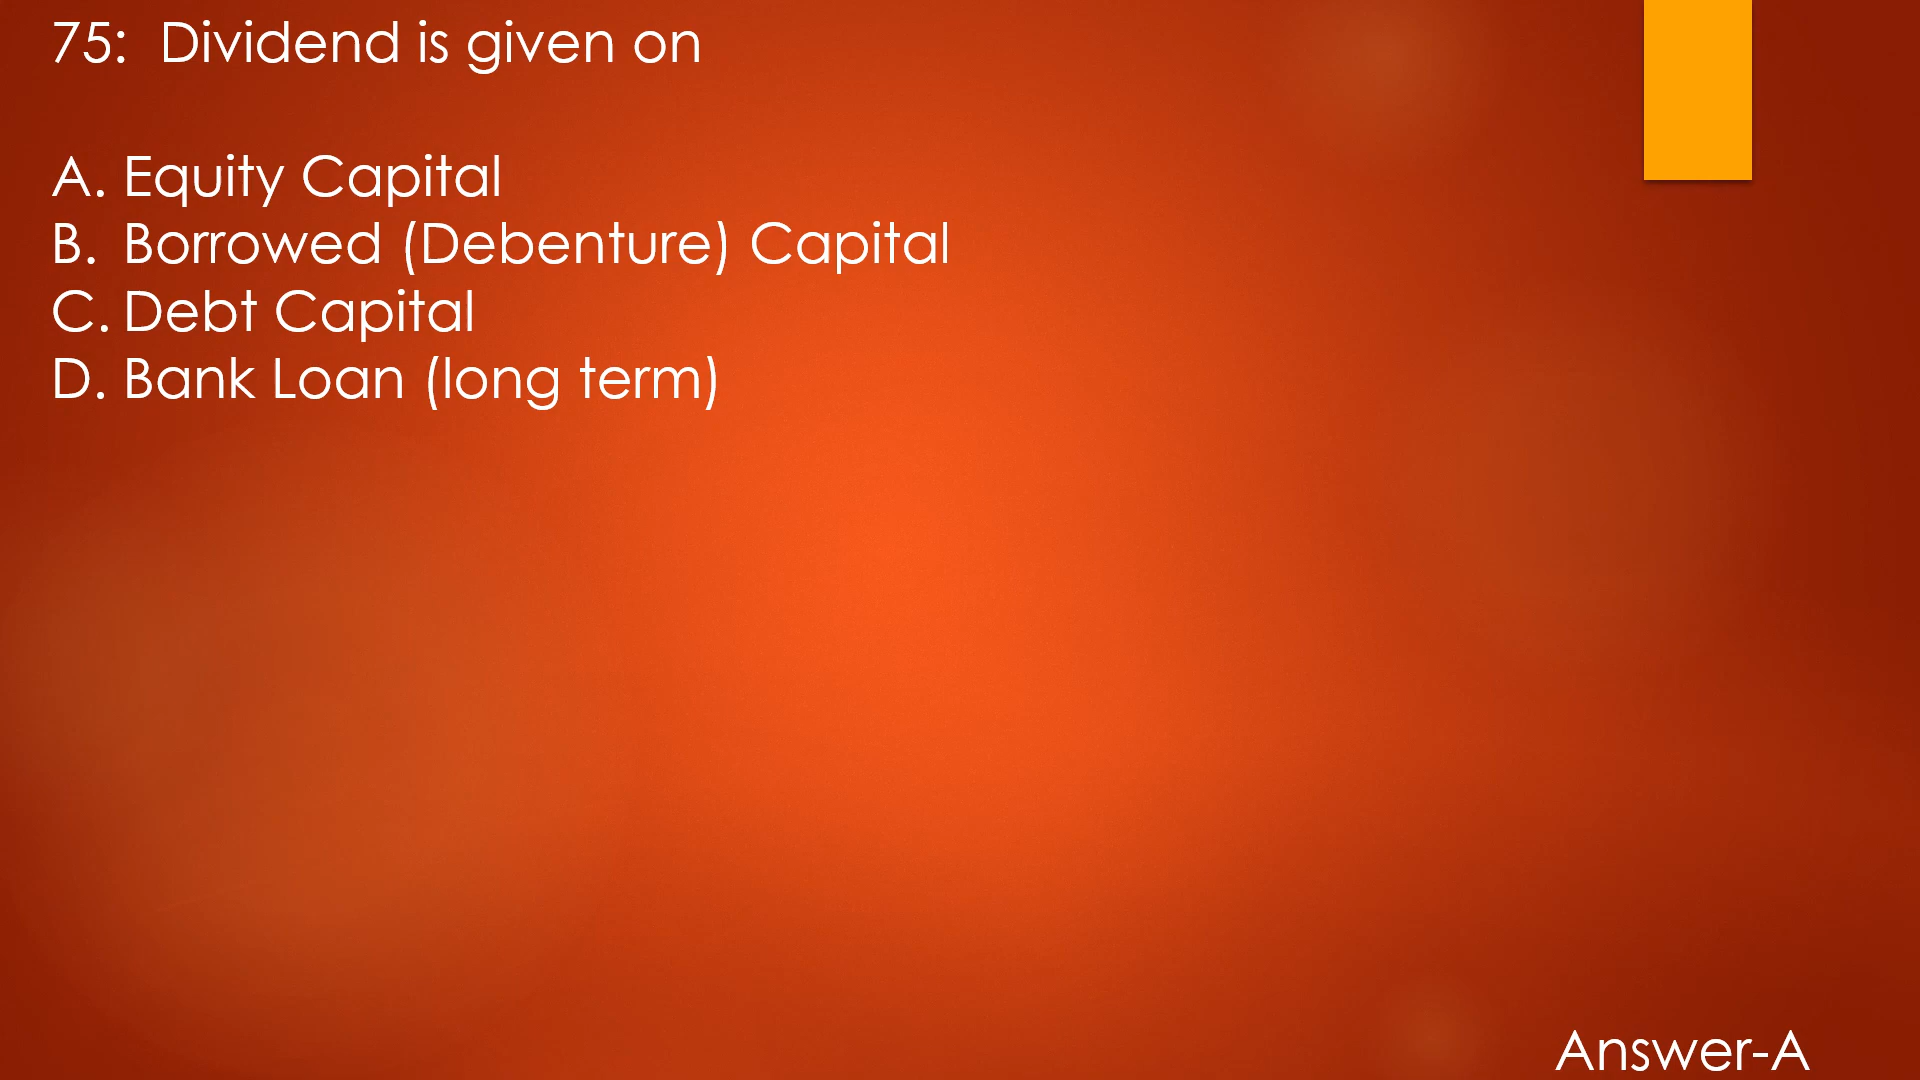 75: Dividend is given on
A. Equity Capital
B. Borrowed (Debenture) Capital
C. Debt Capital
D. Bank Loan (long term)
Answer-A